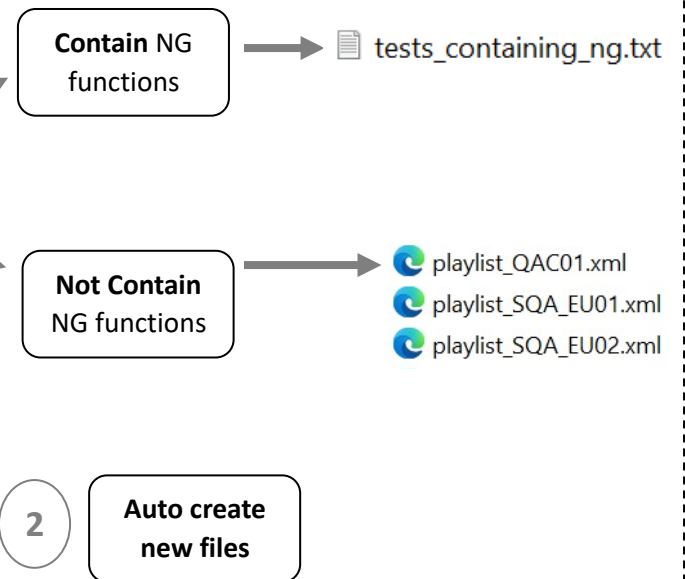 Contain NG
functions
tests_containing_ng.txt
Not Contain
NG functions
playlist_QAC01.xml
playlist_SQA_EU01.xml
playlist_SQA_EU02.xml
2
Auto create
new files